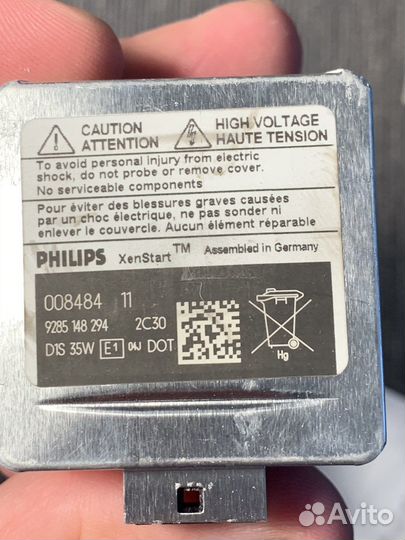 CAUTION
ATTENTION
HIGH VOLTAGE
HAUTE TENSION
To avoid personal injury from electric
shock, do not probe or remove cover.
No serviceable components
Pour éviter des blessures graves causées
par un choc électrique, ne pas sonder ni
enlever le couvercle. Aucun élément réparable
PHILIPS XenStart™ Assembled in Germany
008484 11
9285 148 294 2C30
D1S 35W E1 04J DOT
Hg
Avito